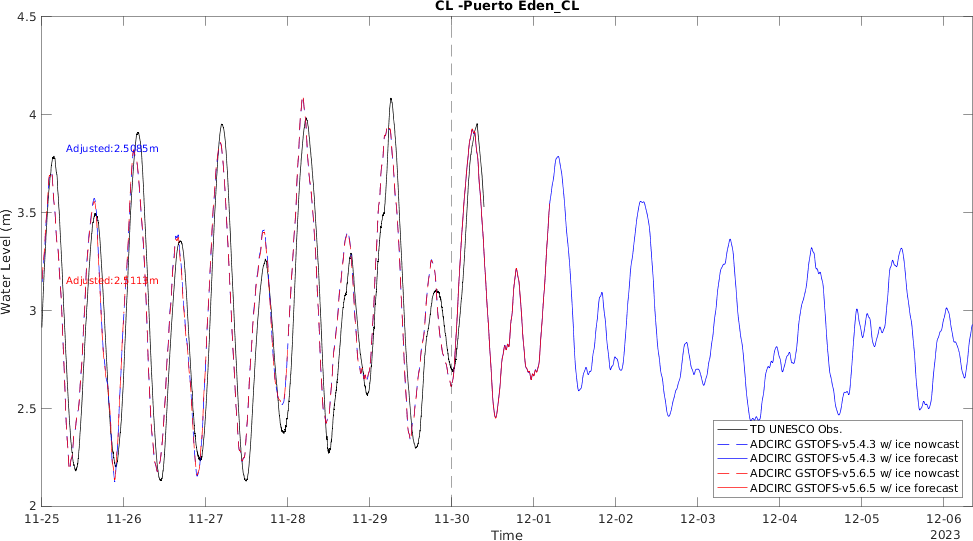 CL -Puerto Eden_CL
4.5
4
3.5
3
2.5
2
Water Level (m)
Adjusted:2.5085m
Adjusted:2.5113m
TD UNESCO Obs.
ADCIRC GSTOFS-v5.4.3 w/ ice nowcast
ADCIRC GSTOFS-v5.4.3 w/ ice forecast
ADCIRC GSTOFS-v5.6.5 w/ ice nowcast
ADCIRC GSTOFS-v5.6.5 w/ ice forecast
11-25 11-26 11-27 11-28 11-29 11-30 12-01 12-02 12-03 12-04 12-05 12-06
Time 2023